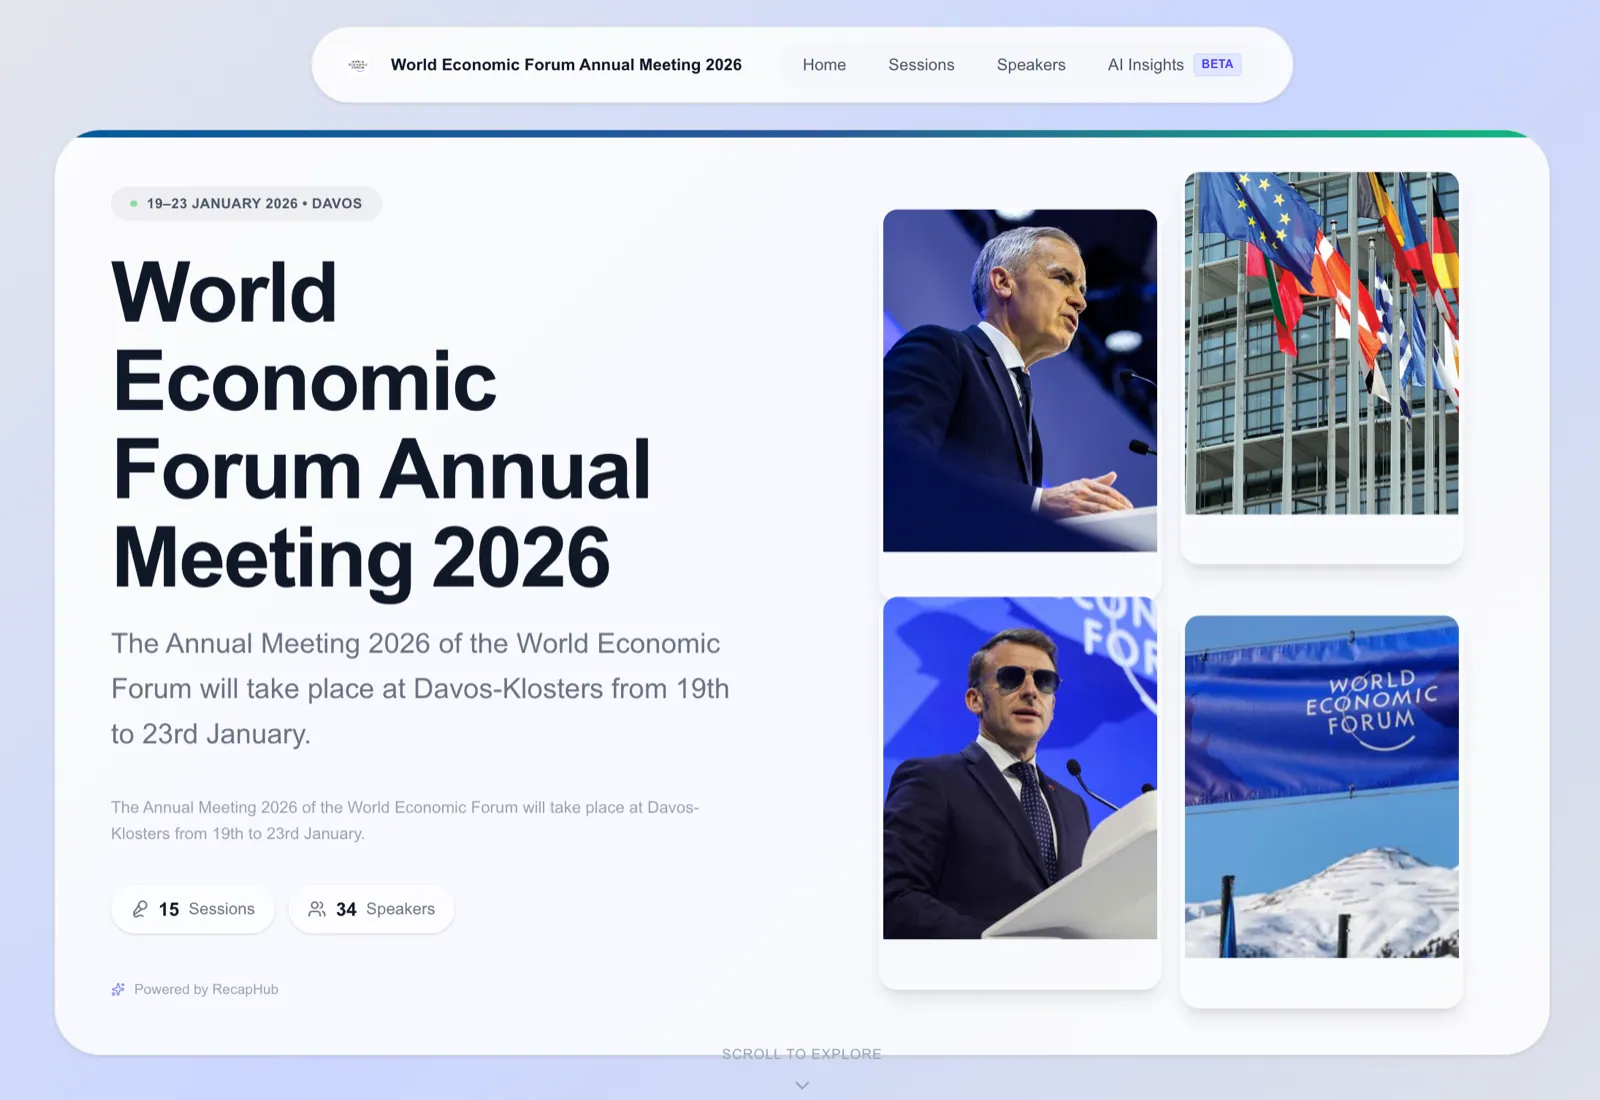 World Economic Forum Annual Meeting 2026
Home
Sessions
Speakers
AI Insights BETA
19–23 JANUARY 2026 • DAVOS
World
Economic
Forum Annual
Meeting 2026
The Annual Meeting 2026 of the World Economic
Forum will take place at Davos-Klosters from 19th
to 23rd January.
The Annual Meeting 2026 of the World Economic Forum will take place at Davos-
Klosters from 19th to 23rd January.
15 Sessions
34 Speakers
Powered by RecapHub
CON
FOR
WORLD
ECONOMIC
FORUM
SCROLL TO EXPLORE